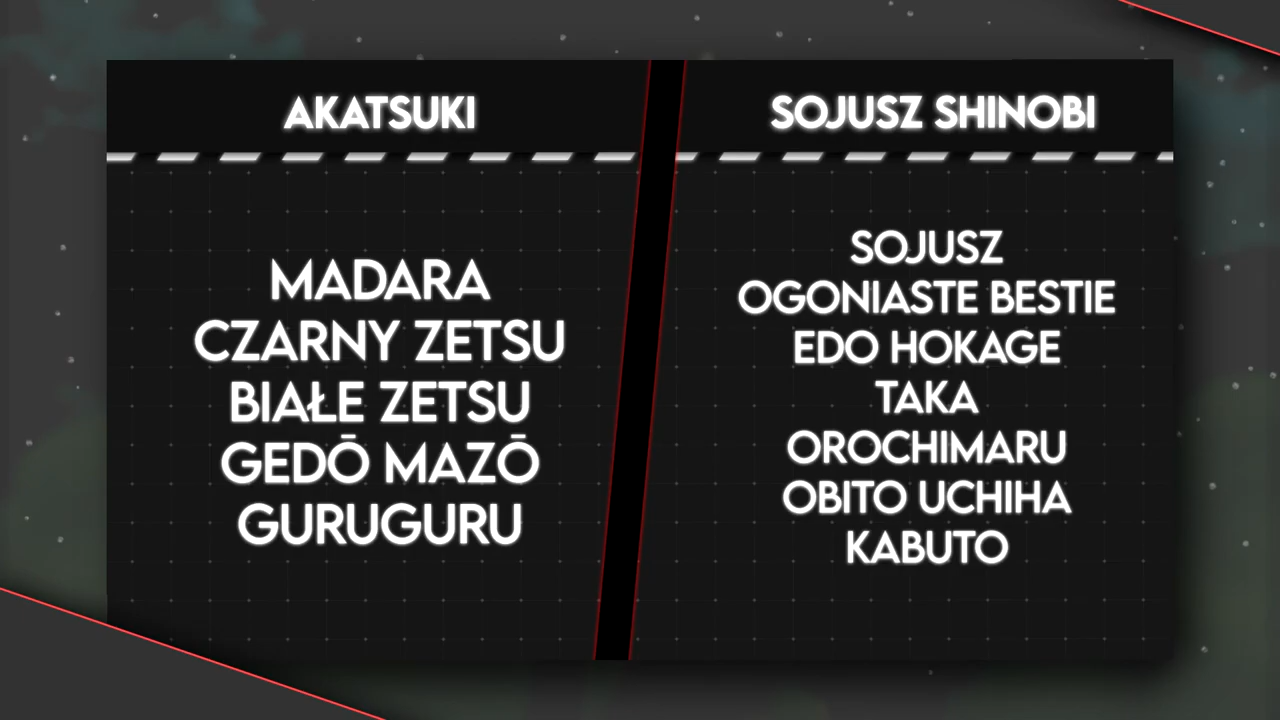 AKATSUKI
MADARA
CZARNY ZETSU
BIAŁE ZETSU
GEDŌ MAZŌ
GURUGURU
SOJUSZ SHINOBI
SOJUSZ
OGONIASTE BESTIE
EDO HOKAGE
TAKA
OROCHIMARU
OBITO UCHIHA
KABUTO